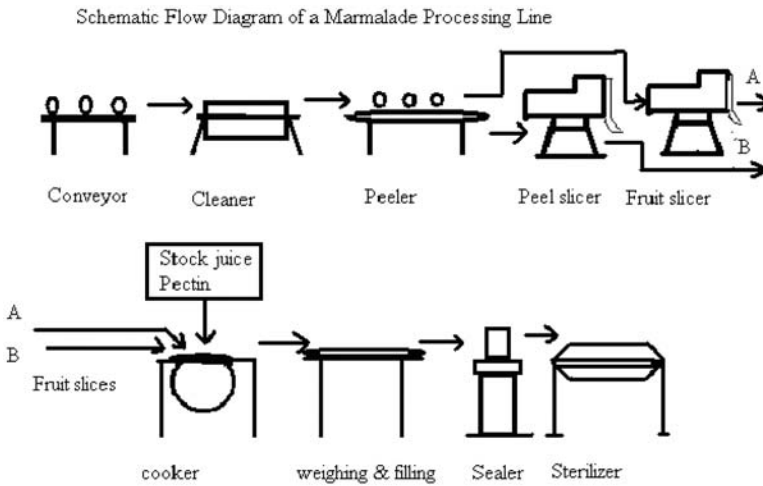 Schematic Flow Diagram of a Marmalade Processing Line
A
B
Conveyor
Cleaner
Peeler
Peel slicer
Fruit slicer
Stock juice
Pectin
A
B
Fruit slices
cooker
weighing & filling
Sealer
Sterilizer